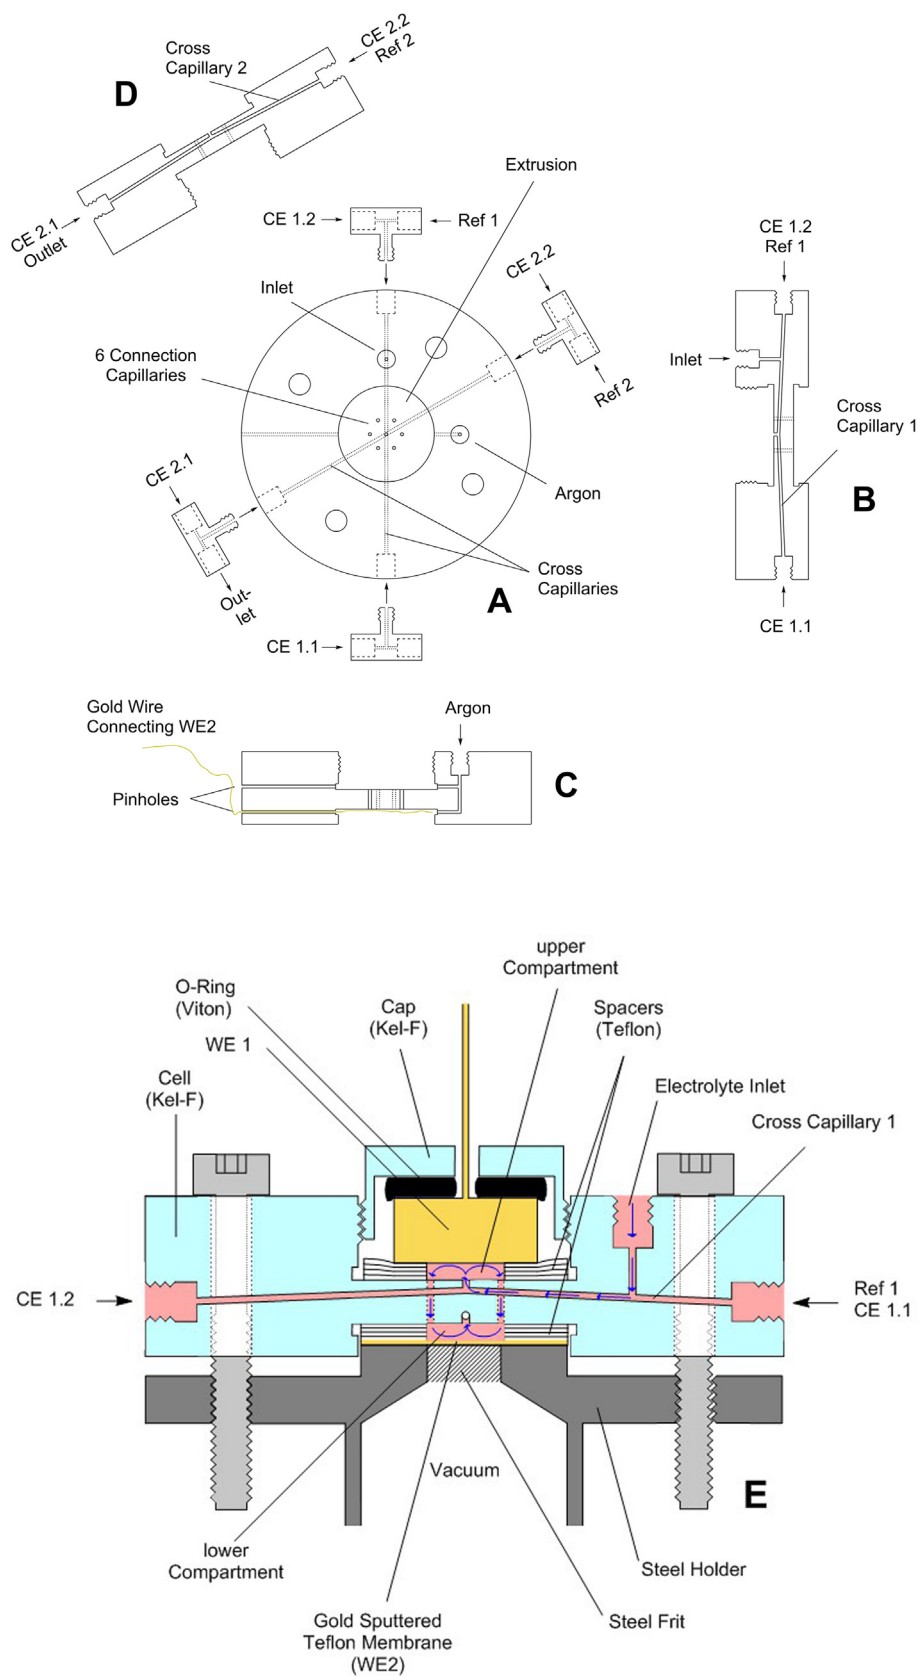 Cross
Capillary 2
CE 2.2
Ref 2
D
CE 2.1
Outlet
Extrusion
CE 1.2
Ref 1
CE 2.2
Inlet
6 Connection
Capillaries
Ref 2
CE 2.1
Argon
Out-
let
Cross
Capillaries
A
CE 1.1
CE 1.2
Ref 1
Inlet
Cross
Capillary 1
B
CE 1.1
Gold Wire
Connecting WE2
Argon
Pinholes
C
upper
Compartment
O-Ring
(Viton)
Cap
(Kel-F)
Spacers
(Teflon)
WE 1
Cell
(Kel-F)
Electrolyte Inlet
Cross Capillary 1
CE 1.2
Ref 1
CE 1.1
Vacuum
E
lower
Compartment
Steel Holder
Gold Sputtered
Teflon Membrane
(WE2)
Steel Frit